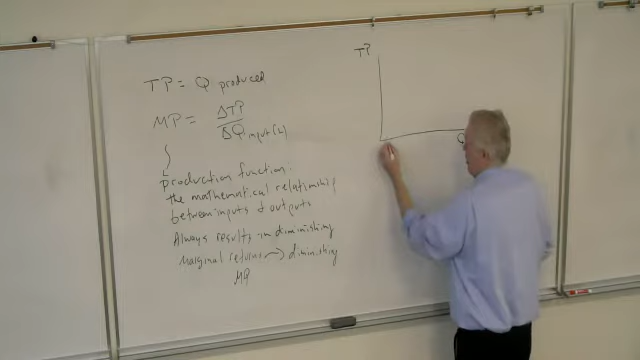 TP = Q produced
MP = ΔTP
ΔQ input(L)
production function:
the mathematical relationship
between inputs & outputs
Always results in diminishing
marginal returns → diminishing
MP
TP
Q